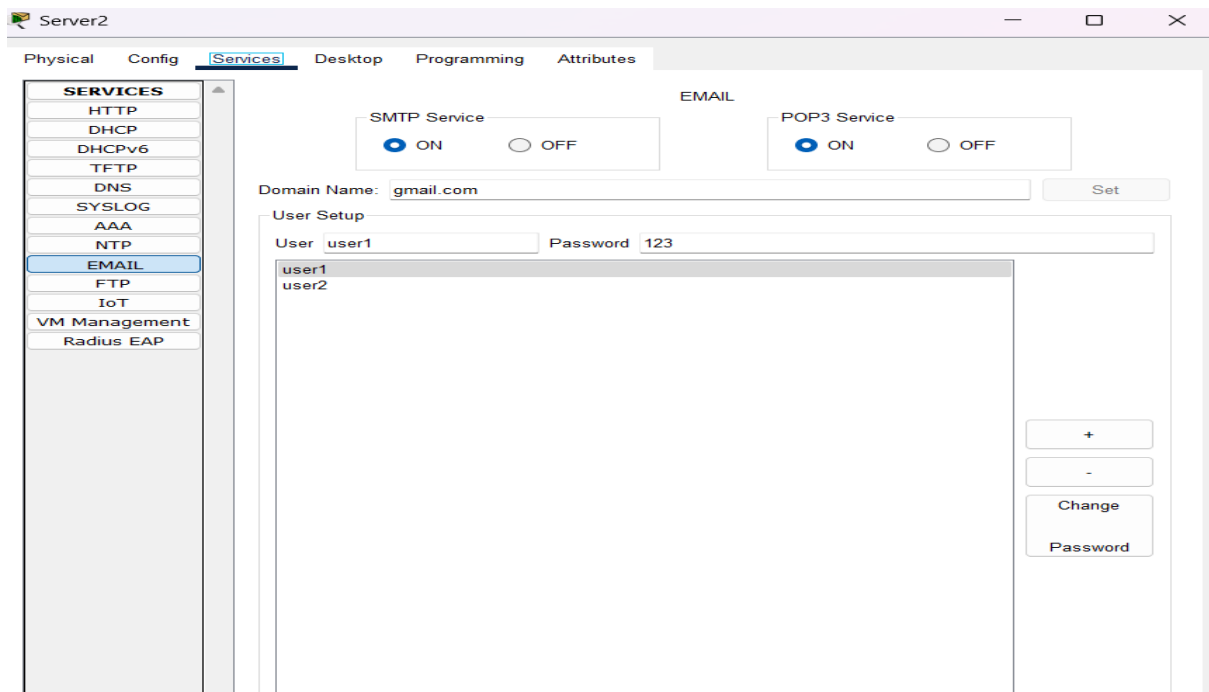 Server2
Physical Config Services Desktop Programming Attributes
SERVICES
HTTP
DHCP
DHCPv6
TFTP
DNS
SYSLOG
AAA
NTP
EMAIL
FTP
IoT
VM Management
Radius EAP
EMAIL
SMTP Service
ON OFF
POP3 Service
ON OFF
Domain Name: gmail.com Set
User Setup
User user1 Password 123
user1
user2
+
-
Change
Password